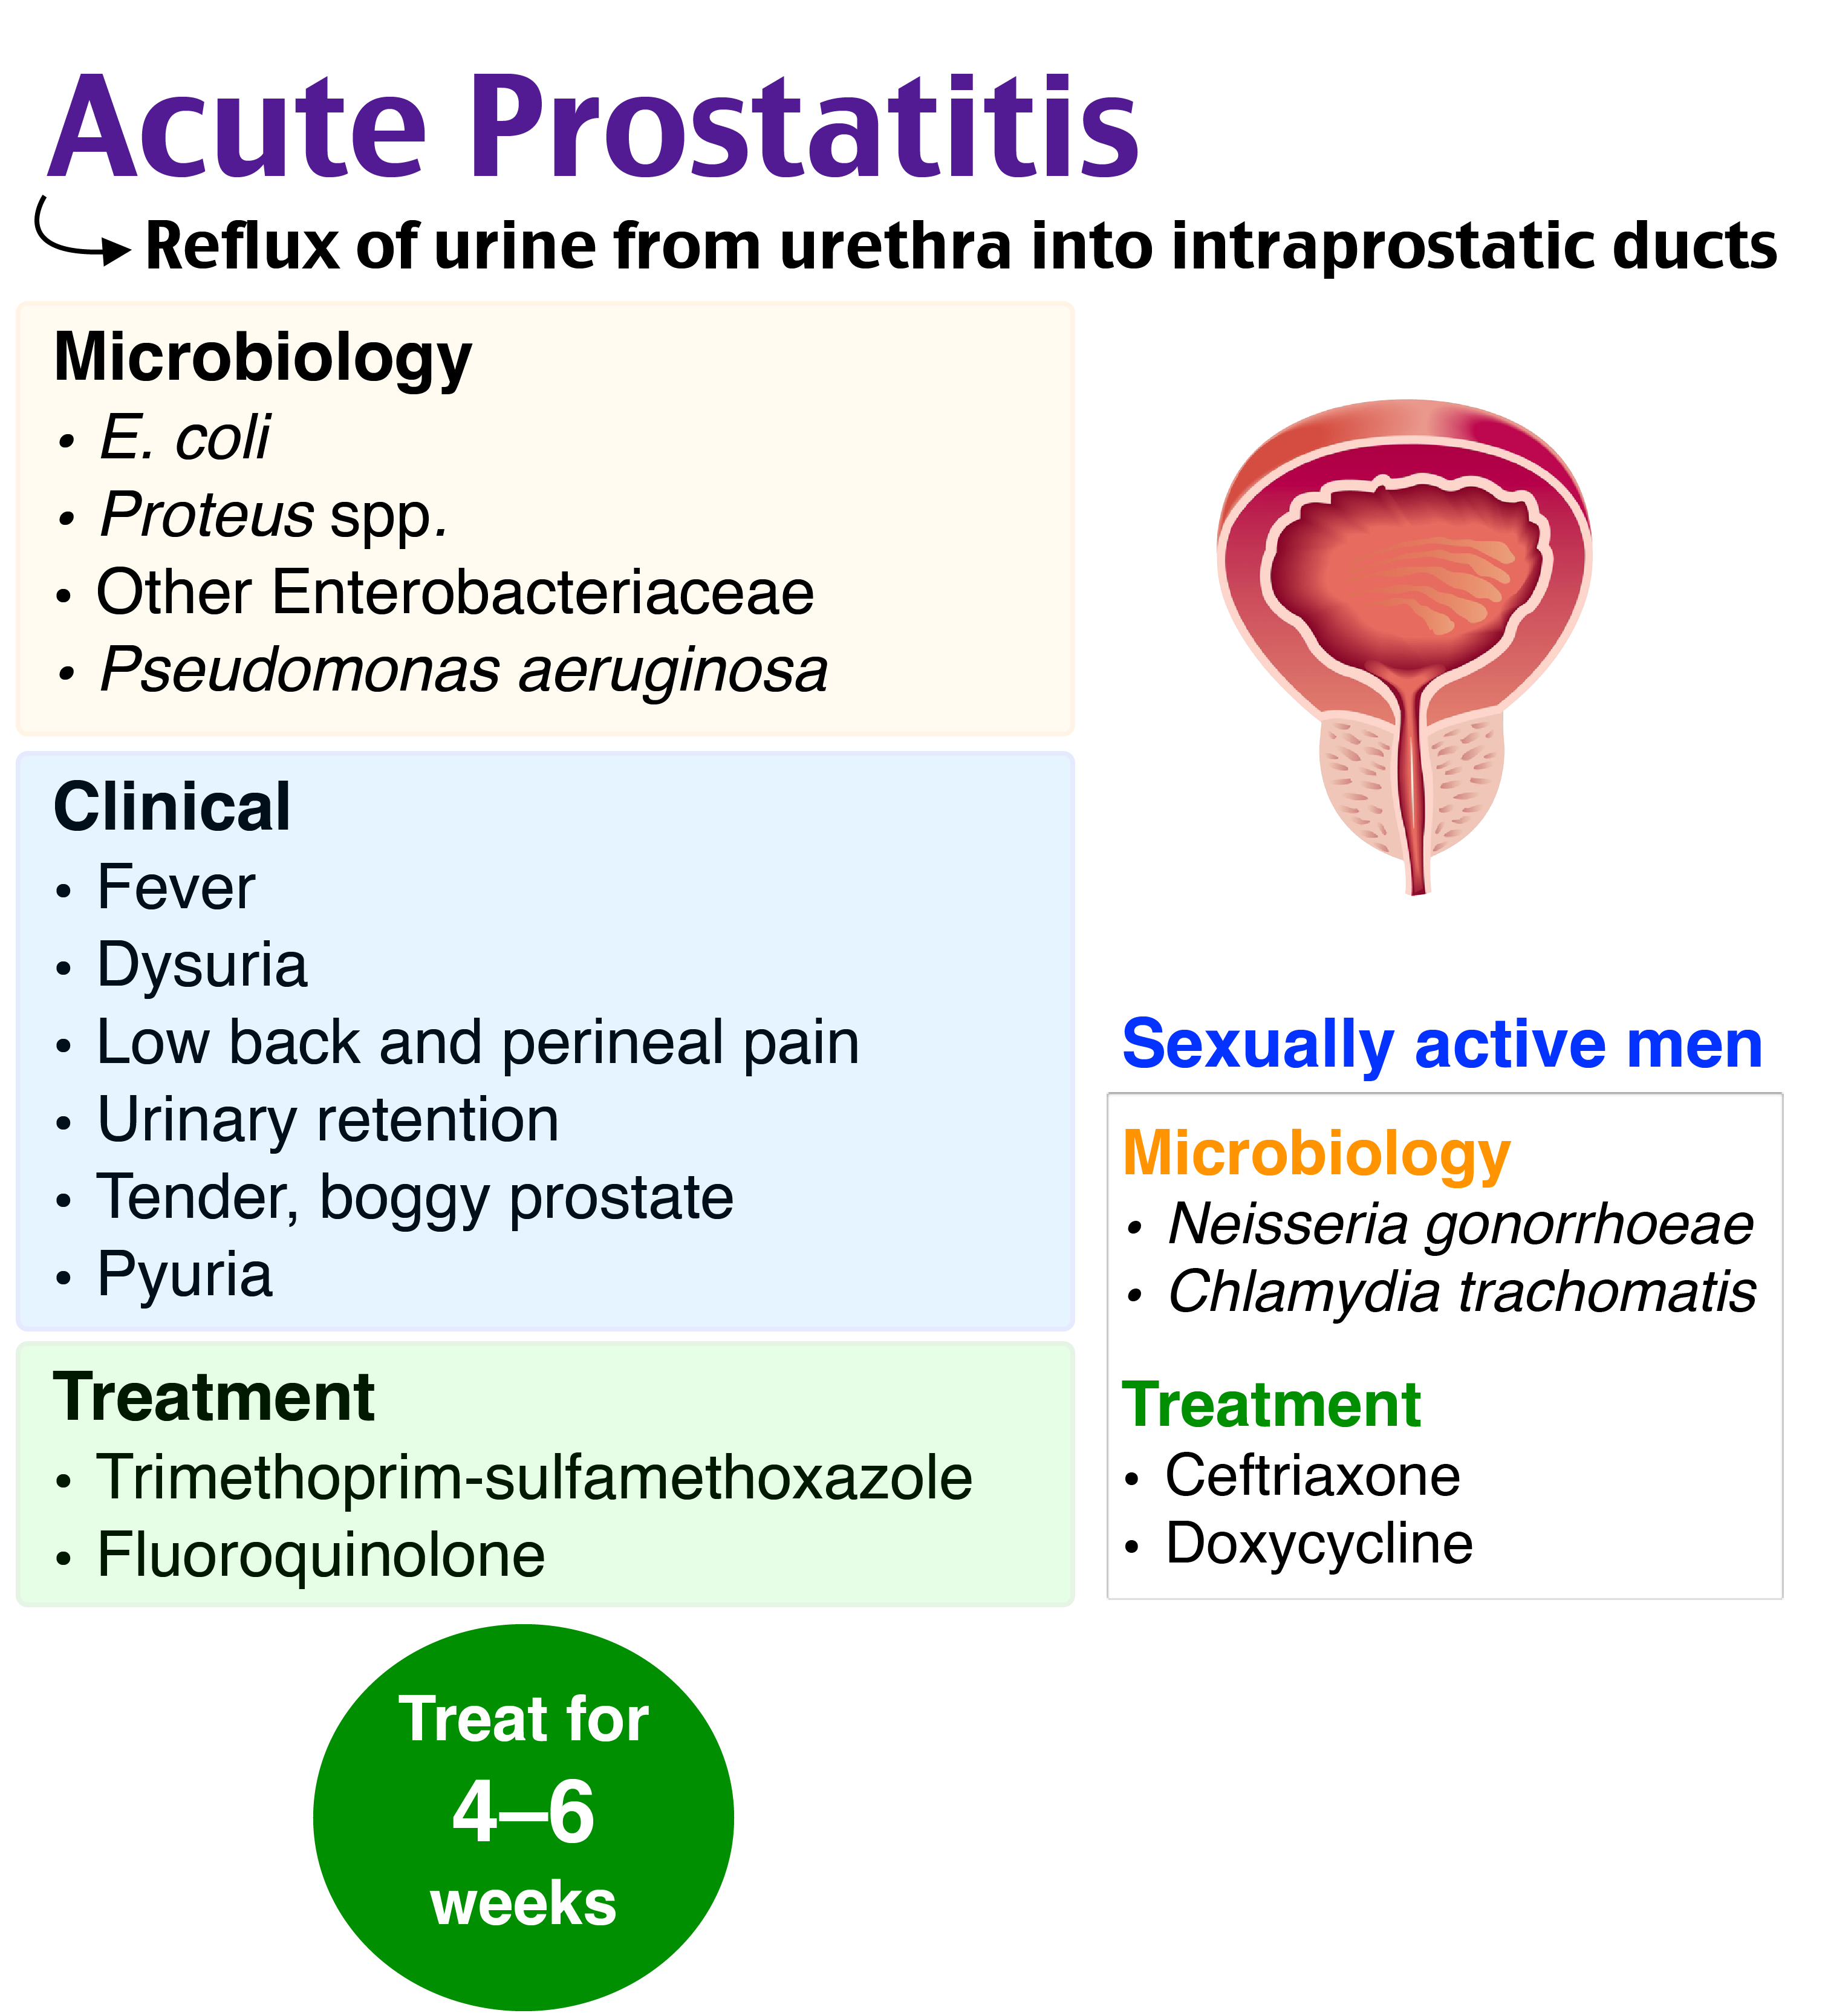 Acute Prostatitis
Reflux of urine from urethra into intraprostatic ducts
Microbiology
• E. coli
• Proteus spp.
• Other Enterobacteriaceae
• Pseudomonas aeruginosa
Clinical
• Fever
• Dysuria
• Low back and perineal pain
• Urinary retention
• Tender, boggy prostate
• Pyuria
Treatment
• Trimethoprim-sulfamethoxazole
• Fluoroquinolone
Treat for
4–6
weeks
Sexually active men
Microbiology
• Neisseria gonorrhoeae
• Chlamydia trachomatis
Treatment
• Ceftriaxone
• Doxycycline